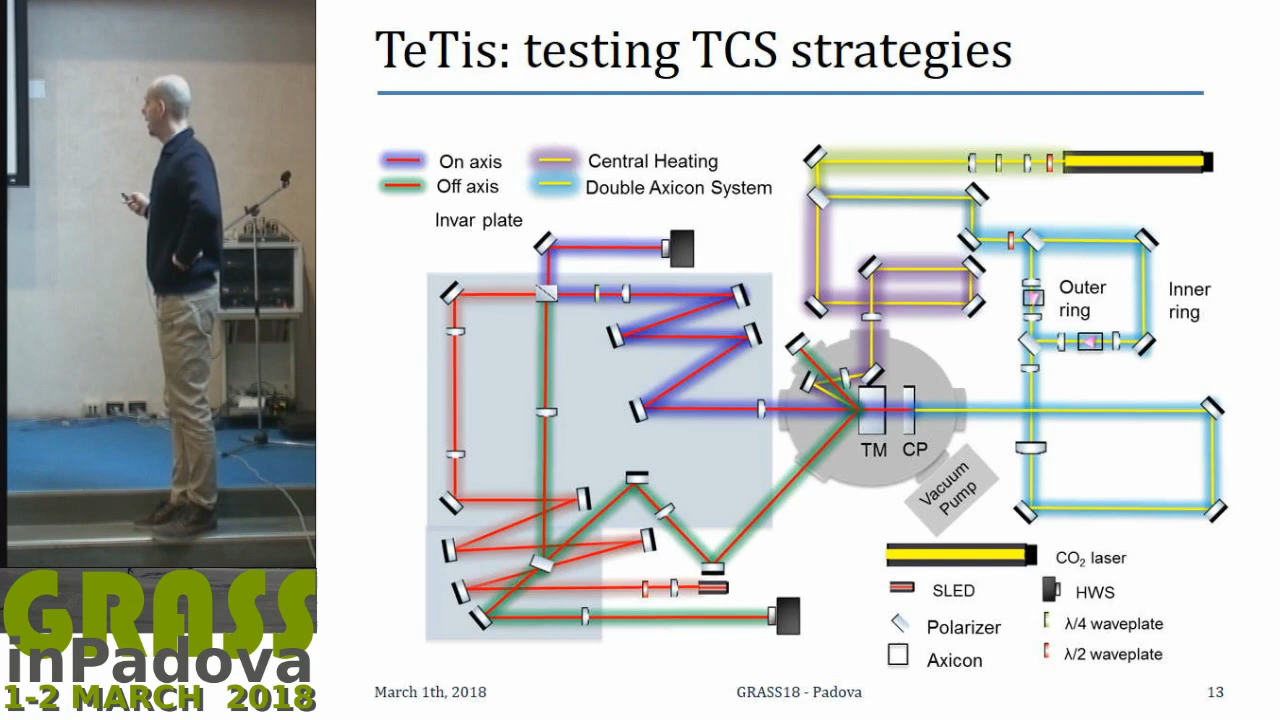 TeTis: testing TCS strategies
On axis
Central Heating
Off axis
Double Axicon System
Invar plate
Outer
ring
Inner
ring
TM
CP
Vacuum
Pump
CO₂ laser
SLED
HWS
Polarizer
λ/4 waveplate
Axicon
λ/2 waveplate
March 1th, 2018
GRASS18 - Padova
13
GRASS
inPadova
1-2 MARCH 2018